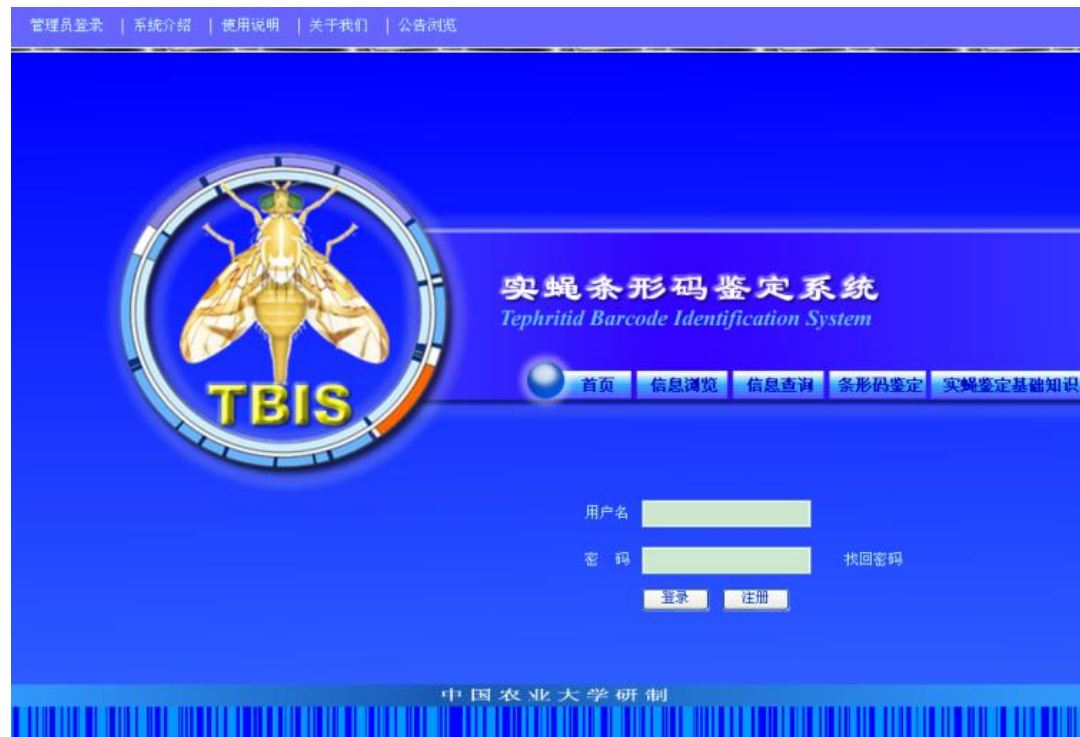 管理员登录 | 系统介绍 | 使用说明 | 关于我们 | 公告浏览
实蝇条形码鉴定系统
Tephritid Barcode Identification System
TBIS
首页 信息浏览 信息查询 条形码鉴定 实蝇鉴定基础知识
用户名
密 码 找回密码
登录 注册
中国农业大学研制